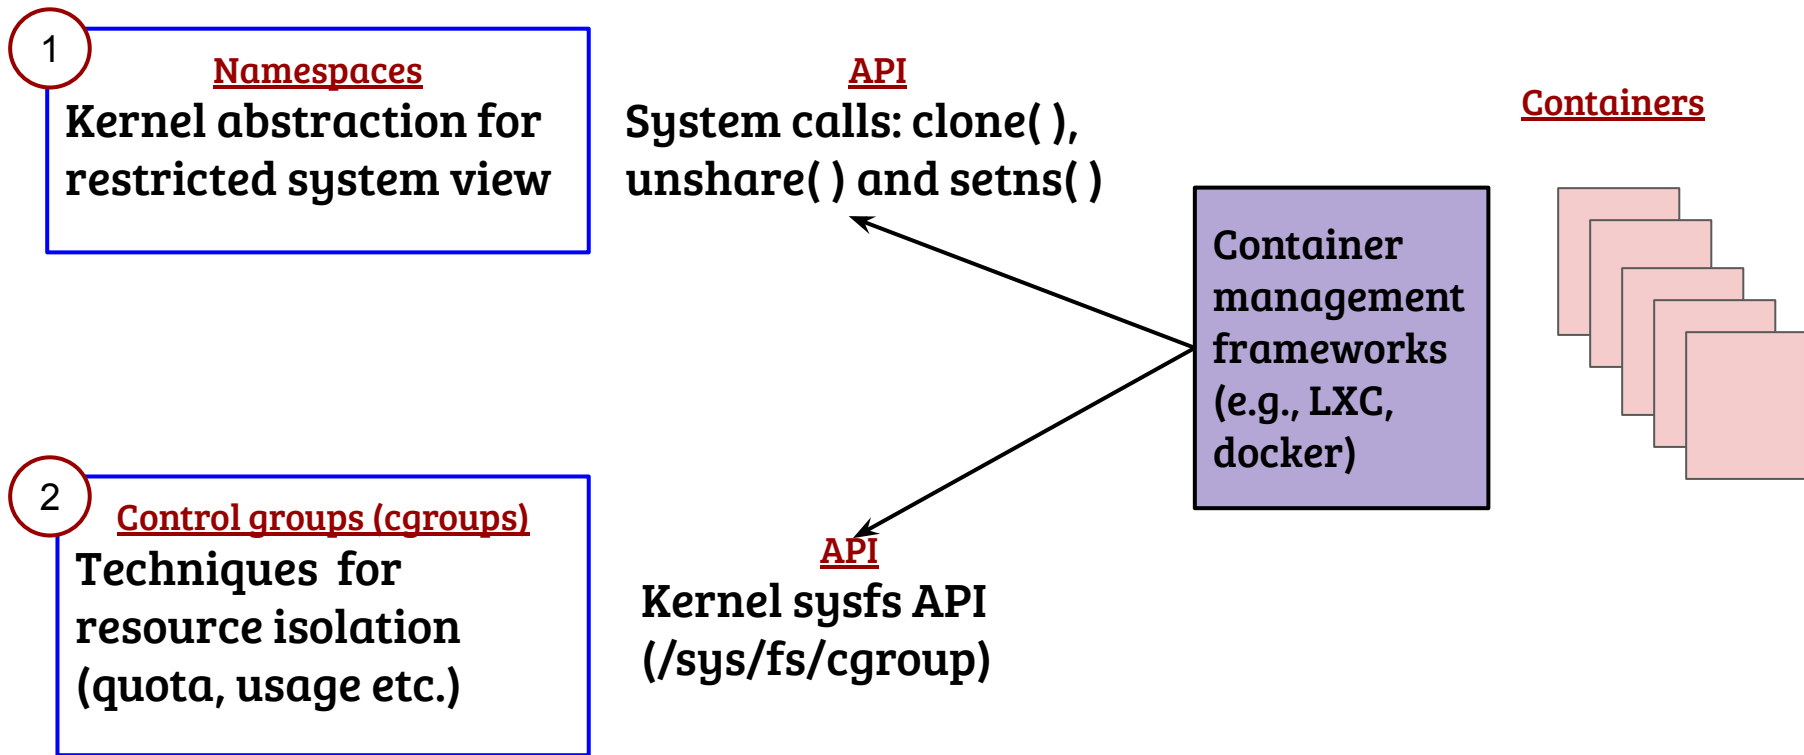 1
Namespaces
Kernel abstraction for
restricted system view
API
System calls: clone( ),
unshare( ) and setns( )
Containers
Container
management
frameworks
(e.g., LXC,
docker)
2
Control groups (cgroups)
Techniques  for
resource isolation
(quota, usage etc.)
API
Kernel sysfs API
(/sys/fs/cgroup)